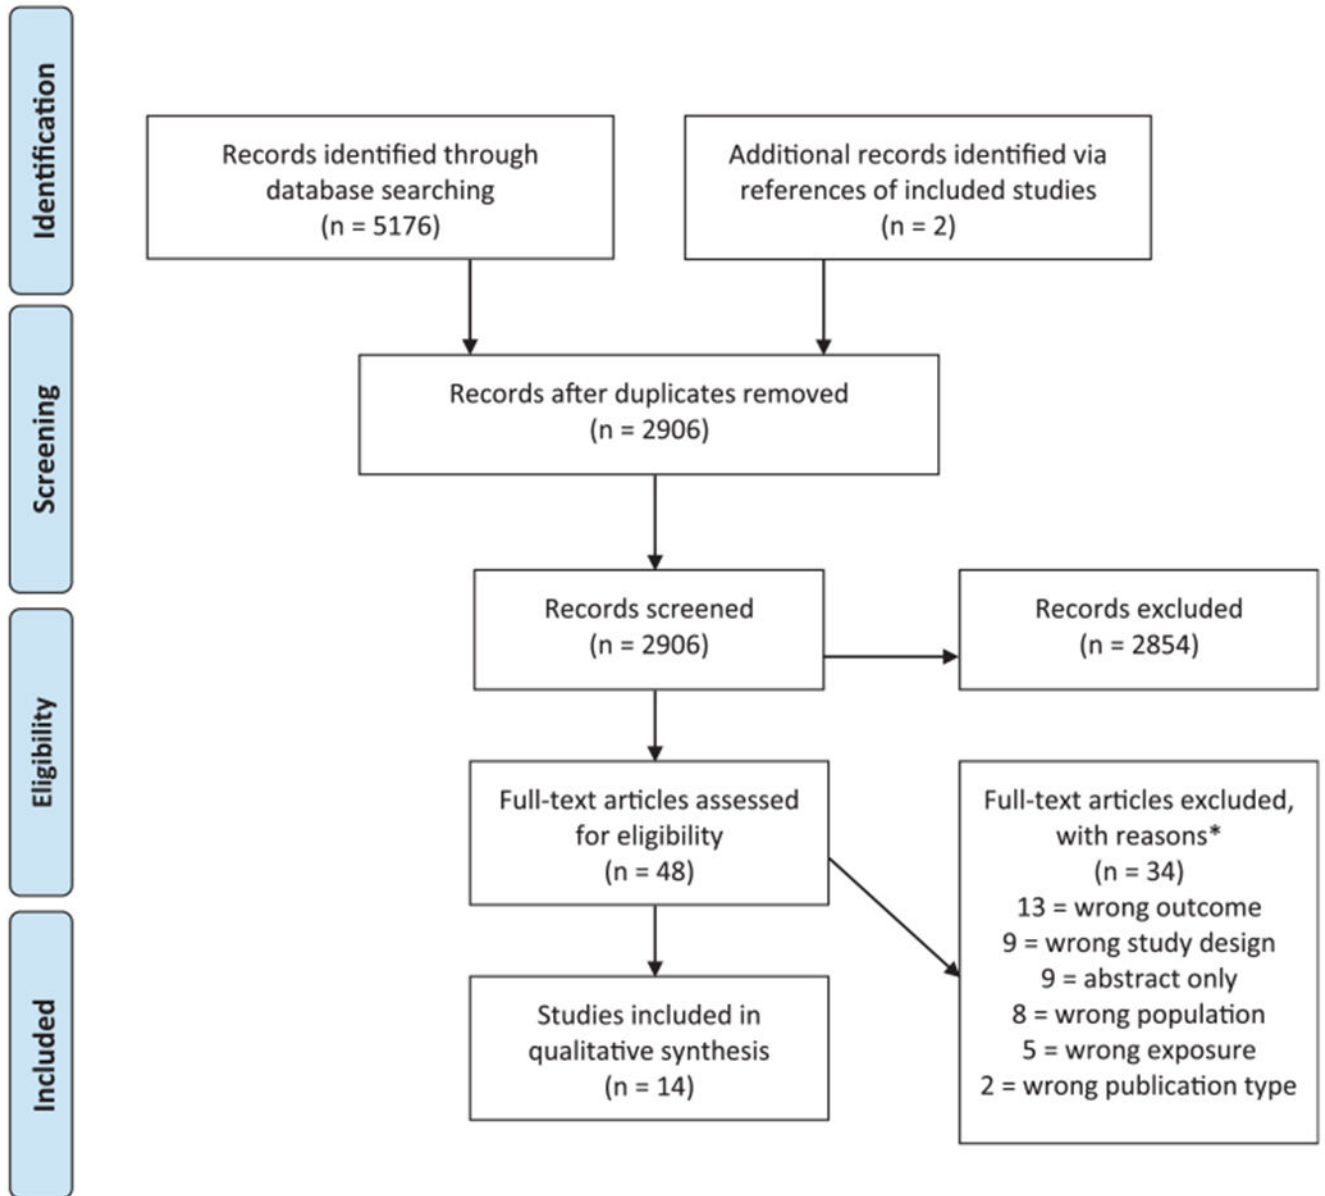 Identification
Records identified through
database searching
(n = 5176)
Additional records identified via
references of included studies
(n = 2)
Screening
Records after duplicates removed
(n = 2906)
Records screened
(n = 2906)
Records excluded
(n = 2854)
Eligibility
Full-text articles assessed
for eligibility
(n = 48)
Full-text articles excluded,
with reasons*
(n = 34)
13 = wrong outcome
9 = wrong study design
9 = abstract only
8 = wrong population
5 = wrong exposure
2 = wrong publication type
Included
Studies included in
qualitative synthesis
(n = 14)